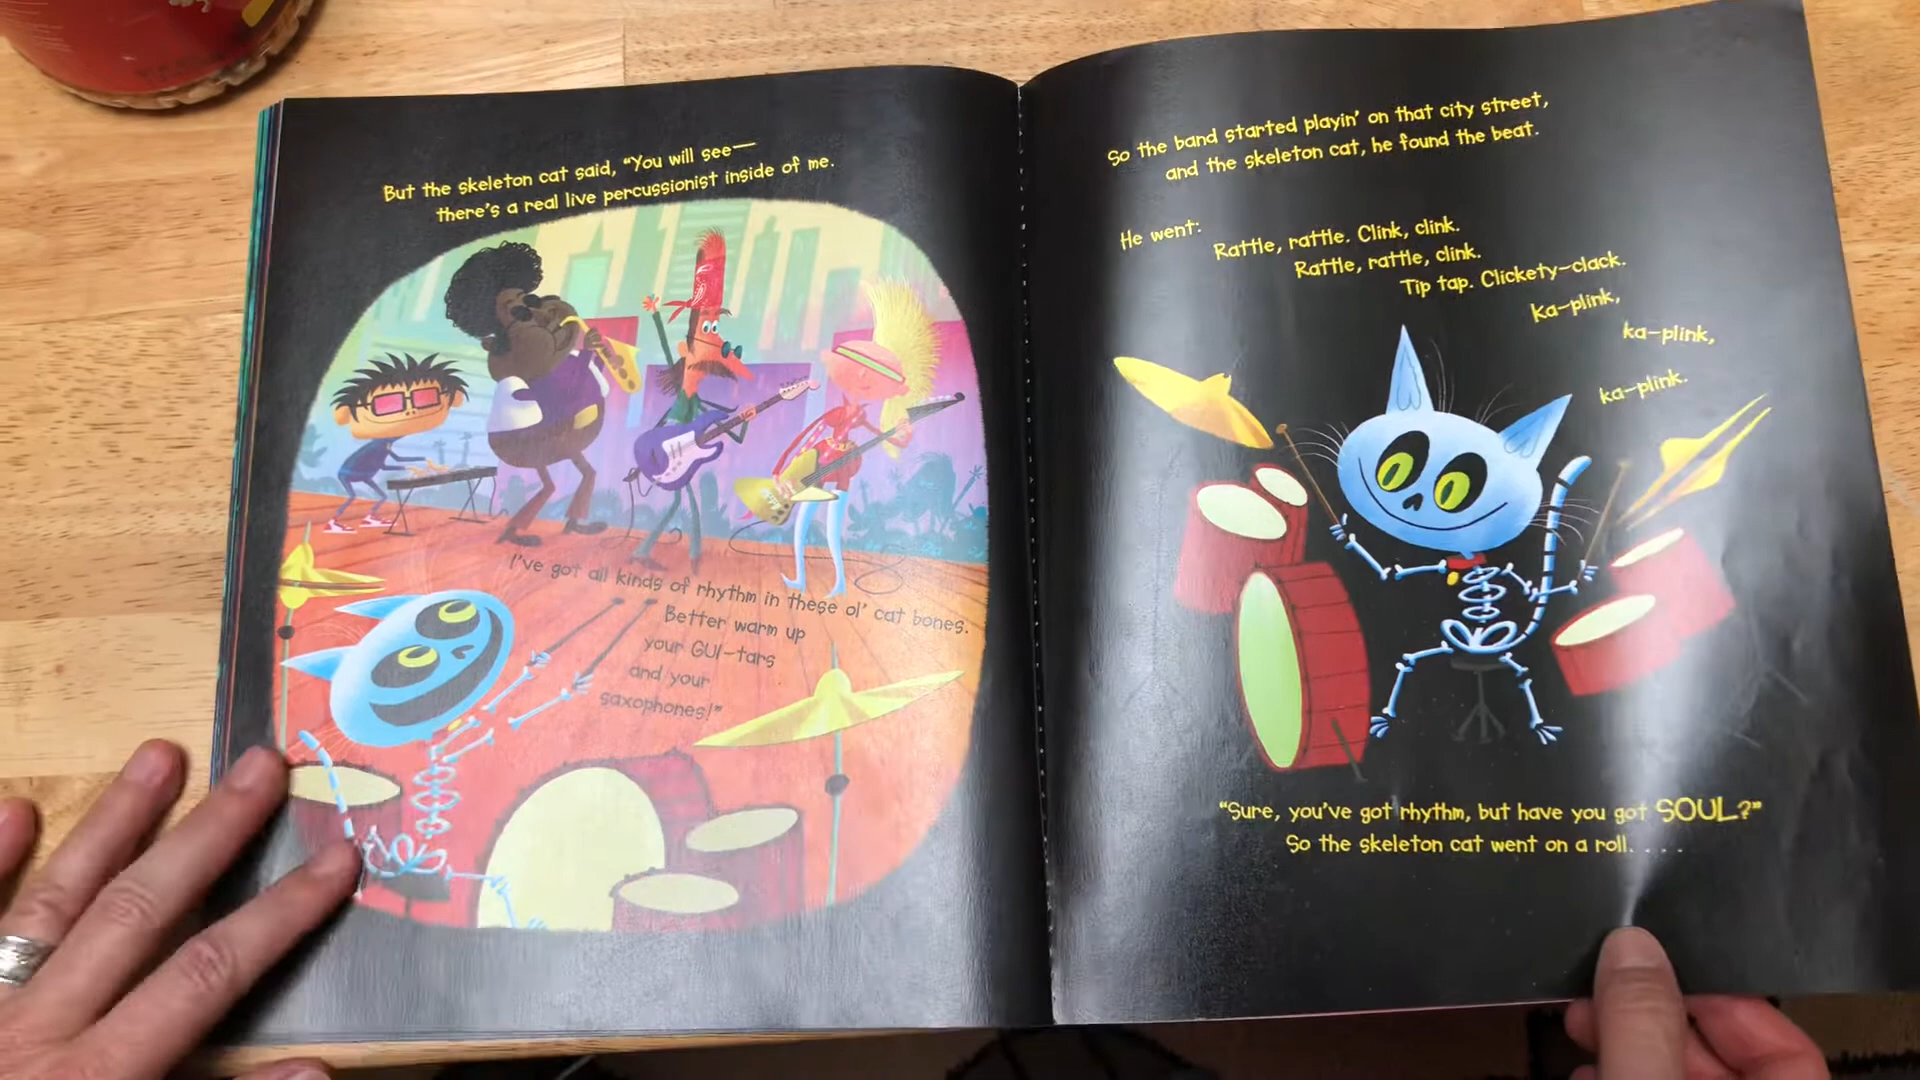 But the skeleton cat said, "You will see—
there's a real live percussionist inside of me.
I've got all kinds of rhythm in these ol' cat bones.
Better warm up
your GUI-tars
and your
saxophones!"
So the band started playin' on that city street,
and the skeleton cat, he found the beat.
He went:
Rattle, rattle. Clink, clink.
Rattle, rattle, clink.
Tip tap. Clickety-clack.
ka-plink,
ka-plink,
ka-plink.
"Sure, you've got rhythm, but have you got SOUL?"
So the skeleton cat went on a roll. . . .